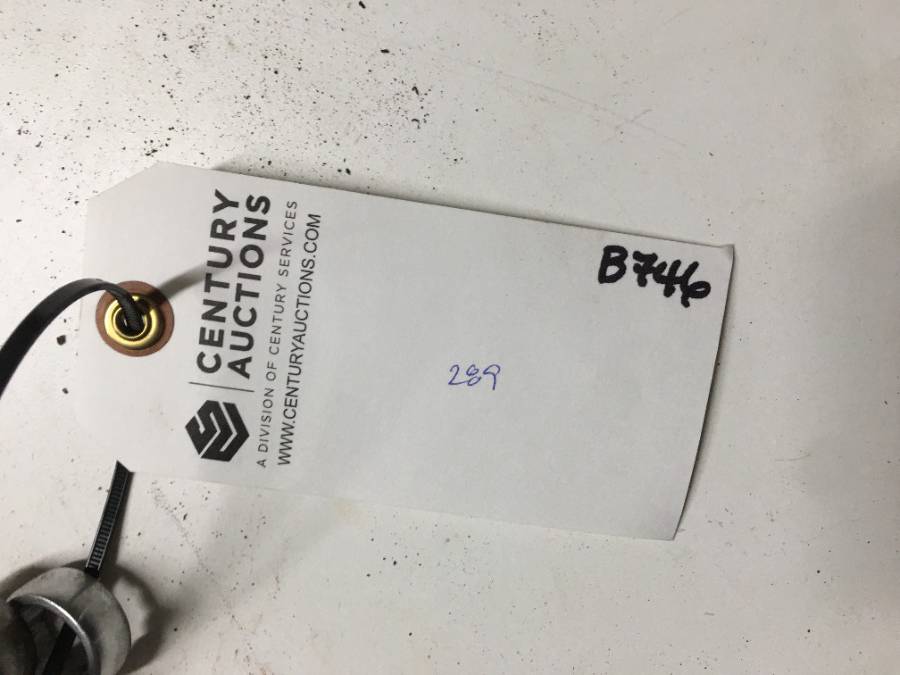 CENTURY
AUCTIONS
A DIVISION OF CENTURY SERVICES
WWW.CENTURYAUCTIONS.COM
289
B746